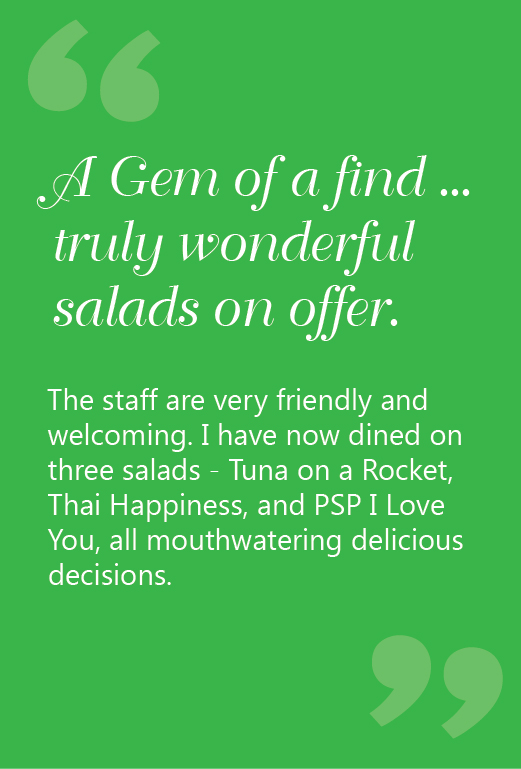 A Gem of a find ...
truly wonderful
salads on offer.
The staff are very friendly and
welcoming. I have now dined on
three salads - Tuna on a Rocket,
Thai Happiness, and PSP I Love
You, all mouthwatering delicious
decisions.